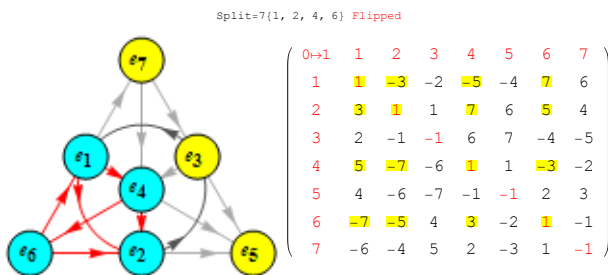 Split=7{1, 2, 4, 6} Flipped
e7
e1
e3
e4
e6
e2
e5
0↦1 1 2 3 4 5 6 7
1 1 -3 -2 -5 -4 7 6
2 3 1 1 7 6 5 4
3 2 -1 -1 6 7 -4 -5
4 5 -7 -6 1 1 -3 -2
5 4 -6 -7 -1 -1 2 3
6 -7 -5 4 3 -2 1 -1
7 -6 -4 5 2 -3 1 -1